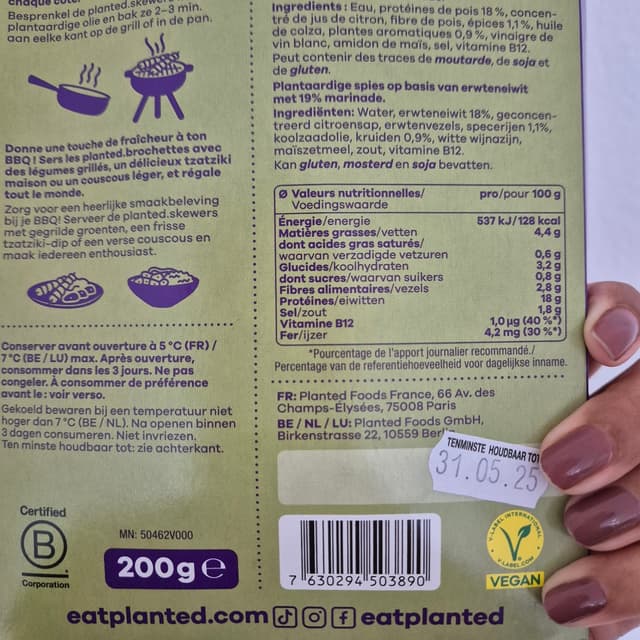 chaque côté
Besprenkel de planted.skewers
plantaardige olie en bak ze 2–3 min.
aan eelke kant op de grill of in de pan.
Donne une touche de fraîcheur à ton
BBQ ! Sers les planted.brochettes avec
des légumes grillés, un délicieux tzatziki
maison ou un couscous léger, et régale
tout le monde.
Zorg voor een heerlijke smaakbeleving
bij je BBQ! Serveer de planted.skewers
met gegrilde groenten, een frisse
tzatziki-dip of een verse couscous en
maak iedereen enthousiast.
Conserver avant ouverture à 5 °C (FR) /
7 °C (BE / LU) max. Après ouverture,
consommer dans les 3 jours. Ne pas
congeler. À consommer de préférence
avant le : voir verso.
Gekoeld bewaren bij een temperatuur niet
hoger dan 7 °C (BE / NL). Na openen binnen
3 dagen consumeren. Niet invriezen.
Ten minste houdbaar tot: zie achterkant.
Certified
B
Corporation
MN: 50462V000
200g e
Ingrédients : Eau, protéines de pois 18 %, concen-
tré de jus de citron, fibre de pois, épices 1,1 %, huile
de colza, plantes aromatiques 0,9 %, vinaigre de
vin blanc, amidon de maïs, sel, vitamine B12.
Peut contenir des traces de moutarde, de soja et
de gluten.
Plantaardige spies op basis van erwteneiwit
met 19% marinade.
Ingrediënten: Water, erwteneiwit 18%, geconcen-
treerd citroensap, erwtenvezels, specerijen 1,1%,
koolzaadolie, kruiden 0,9%, witte wijnazijn,
maïszetmeel, zout, vitamine B12.
Kan gluten, mosterd en soja bevatten.
Ø Valeurs nutritionnelles/ pro/pour 100 g
Voedingswaarde
Énergie/energie 537 kJ/128 kcal
Matières grasses/vetten 4,4 g
dont acides gras saturés/
waarvan verzadigde vetzuren 0,6 g
Glucides/koolhydraten 3,2 g
dont sucres/waarvan suikers 0,8 g
Fibres alimentaires/vezels 2,8 g
Protéines/eiwitten 18 g
Sel/zout 1,8 g
Vitamine B12 1,0 µg (40 %*)
Fer/ijzer 4,2 mg (30 %*)
*Pourcentage de l'apport journalier recommandé./
Percentage van de referentiehoeveelheid voor dagelijkse inname.
FR: Planted Foods France, 66 Av. des
Champs-Élysées, 75008 Paris
BE / NL / LU: Planted Foods GmbH,
Birkenstrasse 22, 10559 Berlin
TENMINSTE HOUDBAAR TOT
31.05.25
7 630294 503890
V-LABEL INTERNATIONAL
V-LABEL.COM
VEGAN
eatplanted.com eatplanted